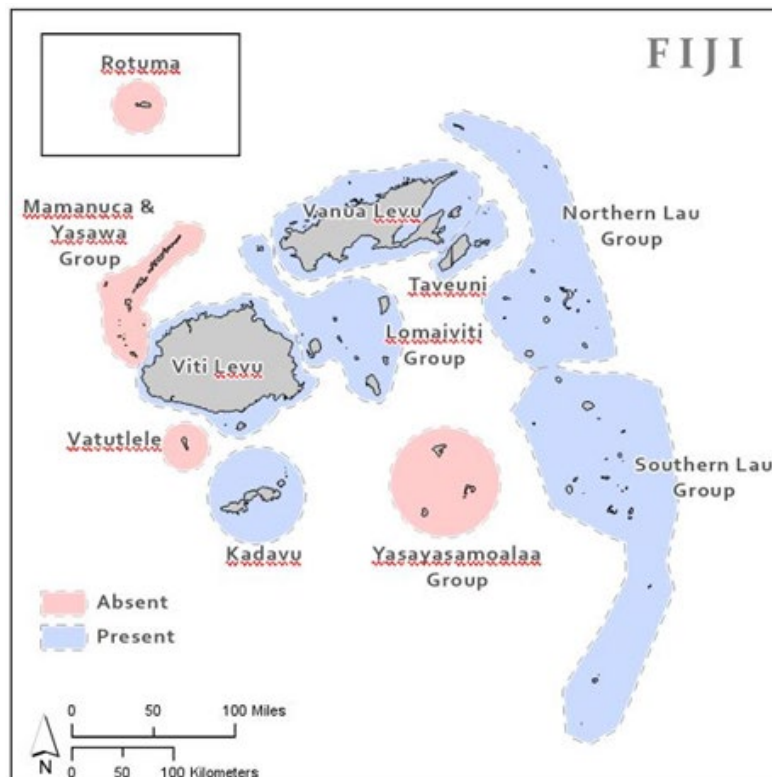 Rotuma
FIJI
Mamanuca &
Yasawa
Group
Vanua Levu
Northern Lau
Group
Taveuni
Lomaiviti
Group
Viti Levu
Vatutlele
Southern Lau
Group
Kadavu
Yasayasamoalaa
Group
Absent
Present
0 50 100 Miles
N
0 50 100 Kilometers